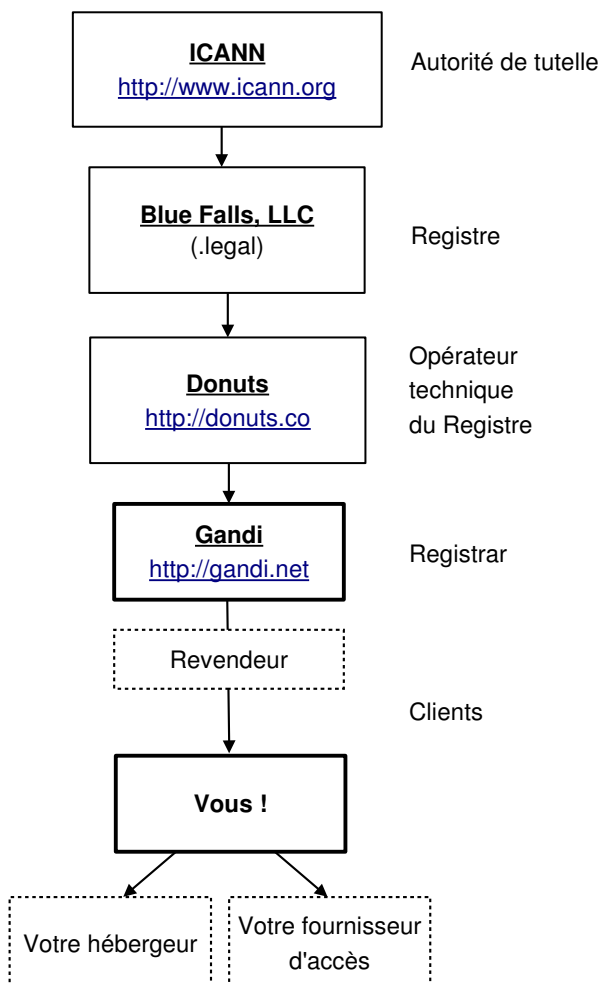 ICANN
http://www.icann.org
Autorité de tutelle
Blue Falls, LLC
(.legal)
Registre
Donuts
http://donuts.co
Opérateur
technique
du Registre
Gandi
http://gandi.net
Registrar
Revendeur
Clients
Vous !
Votre hébergeur
Votre fournisseur
d'accès